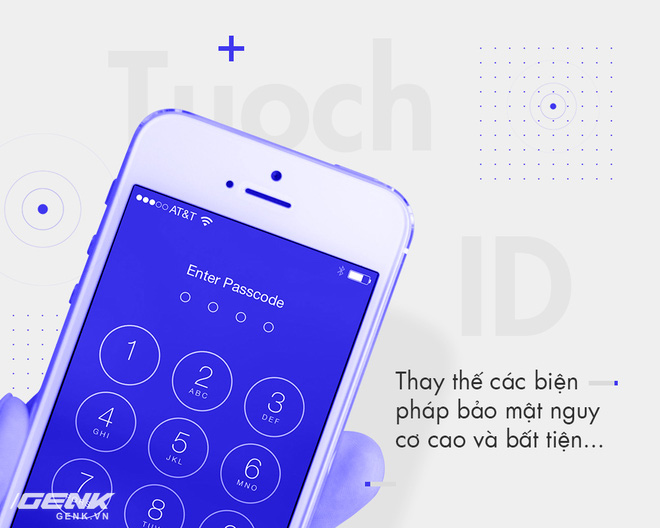 Tuoch
ID
AT&T
Enter Passcode
1
2
ABC
3
DEF
4
GHI
5
JKL
6
MNO
7
8
TUV
Thay thế các biện
pháp bảo mật nguy
cơ cao và bất tiện...
GENK
GENK.VN